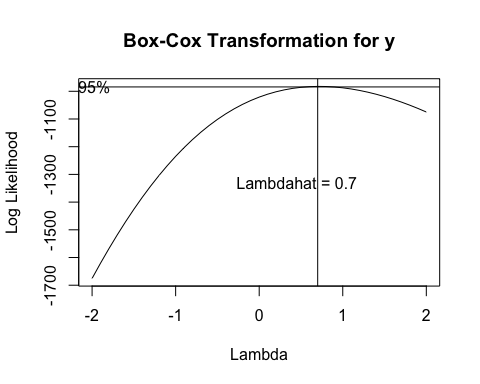 Box-Cox Transformation for y
95%
Log Likelihood
-1100
-1300
-1500
-1700
Lambdahat = 0.7
-2 -1 0 1 2
Lambda